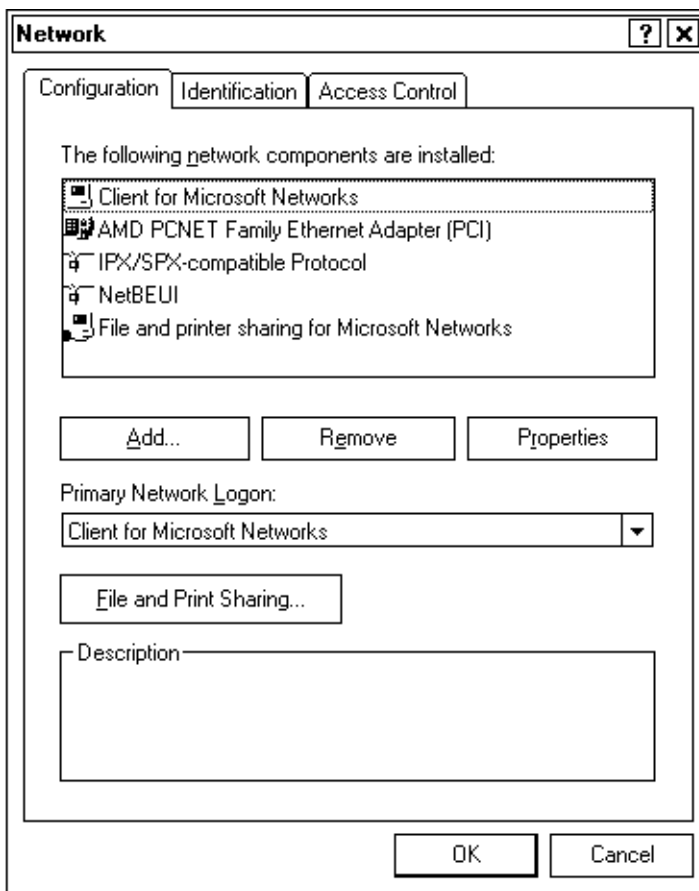 Network
Configuration Identification Access Control
The following network components are installed:
Client for Microsoft Networks
AMD PCNET Family Ethernet Adapter (PCI)
IPX/SPX-compatible Protocol
NetBEUI
File and printer sharing for Microsoft Networks
Add... Remove Properties
Primary Network Logon:
Client for Microsoft Networks
File and Print Sharing...
Description
OK Cancel